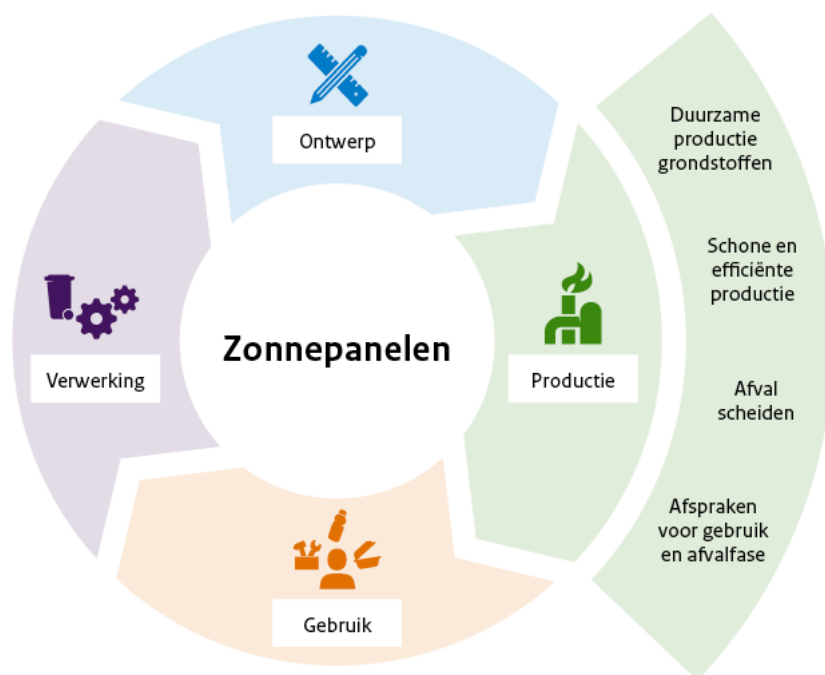 Ontwerp
Duurzame
productie
grondstoffen
Schone en
efficiënte
productie
Zonnepanelen
Verwerking
Productie
Afval
scheiden
Afspraken
voor gebruik
en afvalfase
Gebruik